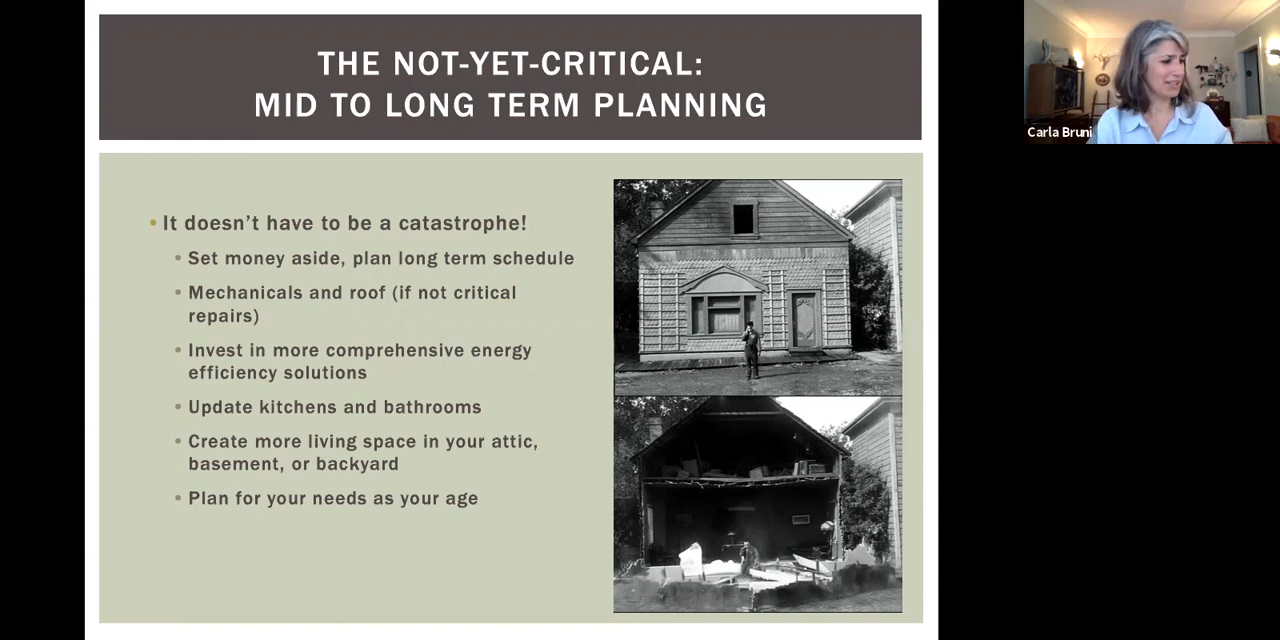 THE NOT-YET-CRITICAL:
MID TO LONG TERM PLANNING
• It doesn't have to be a catastrophe!
• Set money aside, plan long term schedule
• Mechanicals and roof (if not critical
repairs)
• Invest in more comprehensive energy
efficiency solutions
• Update kitchens and bathrooms
• Create more living space in your attic,
basement, or backyard
• Plan for your needs as your age
Carla Bruni